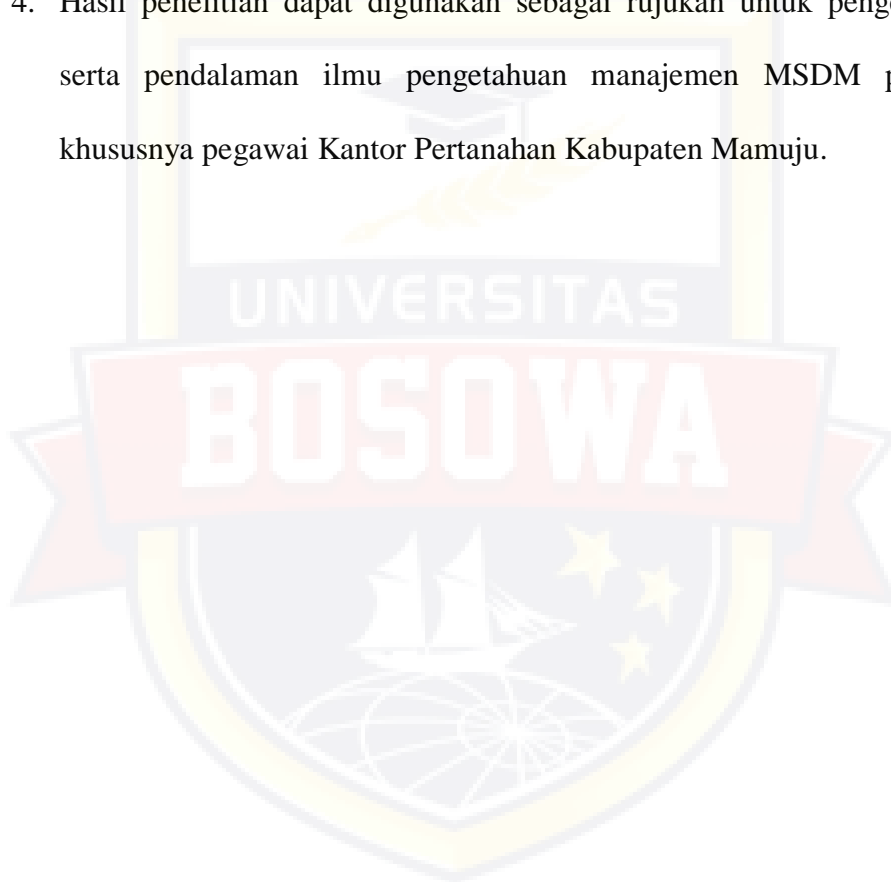 4. Hasil penelitian dapat digunakan sebagai rujukan untuk
serta pendalaman ilmu pengetahuan manajemen MSDM
khususnya pegawai Kantor Pertanahan Kabupaten Mamuju.
UNIVERSITAS
BOSOWA